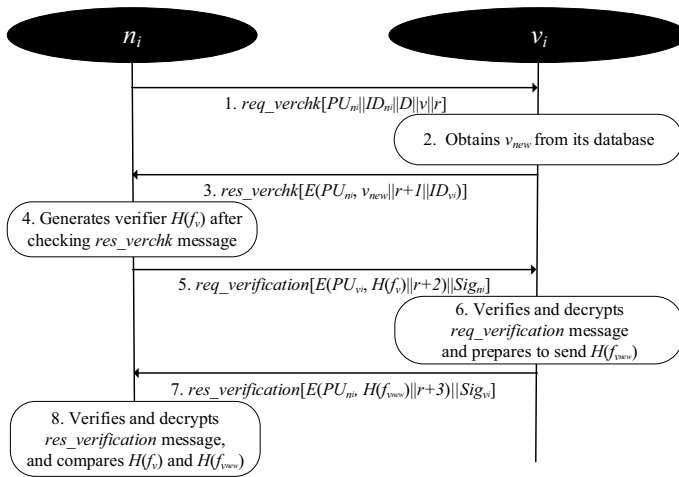 n_i
v_i
1. req_verchk[PU_ni||ID_ni||D||v||r]
2. Obtains v_new from its database
3. res_verchk[E(PU_ni, v_new||r+1||ID_vi)]
4. Generates verifier H(f_v) after
checking res_verchk message
5. req_verification[E(PU_vi, H(f_v)||r+2)||Sig_ni]
6. Verifies and decrypts
req_verification message
and prepares to send H(f_vnew)
7. res_verification[E(PU_ni, H(f_vnew)||r+3)||Sig_vi]
8. Verifies and decrypts
res_verification message,
and compares H(f_v) and H(f_vnew)